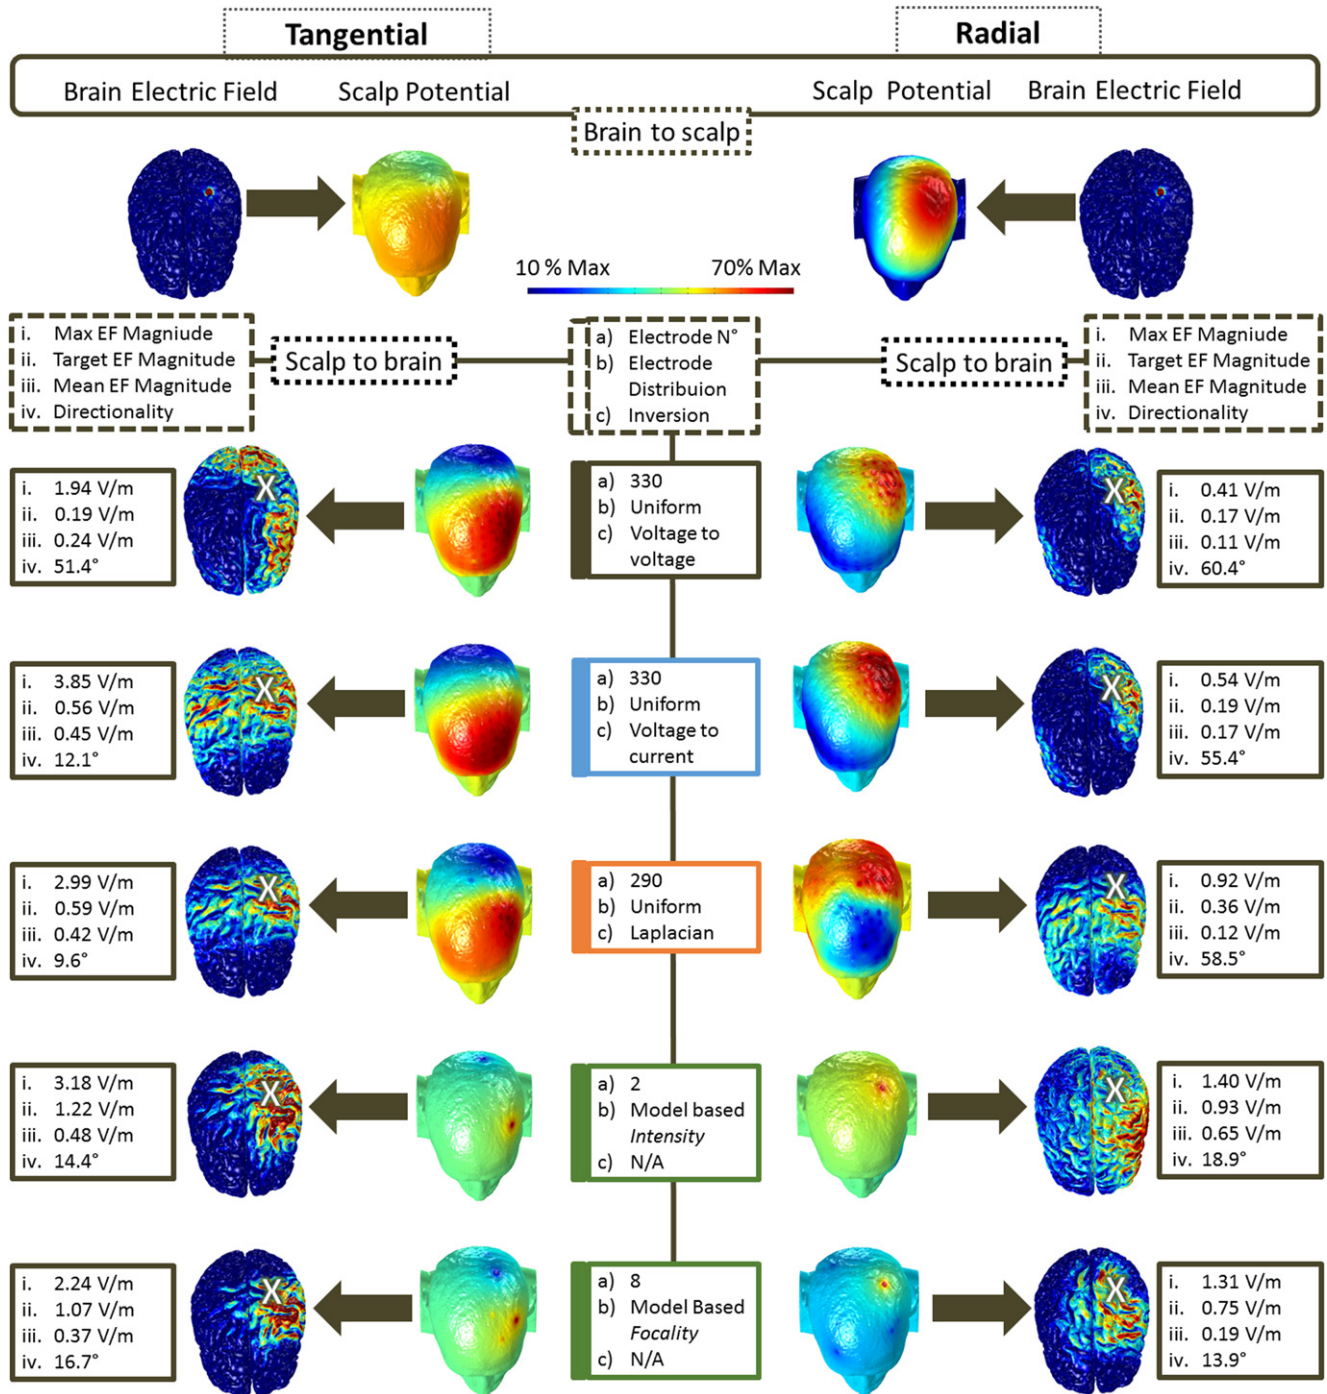 Tangential
Radial
Brain Electric Field
Scalp Potential
Scalp Potential
Brain Electric Field
Brain to scalp
10 % Max
70% Max
i. Max EF Magniude
ii. Target EF Magnitude
iii. Mean EF Magnitude
iv. Directionality
Scalp to brain
a) Electrode N°
b) Electrode
Distribuion
c) Inversion
Scalp to brain
i. Max EF Magniude
ii. Target EF Magnitude
iii. Mean EF Magnitude
iv. Directionality
i. 1.94 V/m
ii. 0.19 V/m
iii. 0.24 V/m
iv. 51.4°
X
a) 330
b) Uniform
c) Voltage to
voltage
X
i. 0.41 V/m
ii. 0.17 V/m
iii. 0.11 V/m
iv. 60.4°
i. 3.85 V/m
ii. 0.56 V/m
iii. 0.45 V/m
iv. 12.1°
X
a) 330
b) Uniform
c) Voltage to
current
X
i. 0.54 V/m
ii. 0.19 V/m
iii. 0.17 V/m
iv. 55.4°
i. 2.99 V/m
ii. 0.59 V/m
iii. 0.42 V/m
iv. 9.6°
X
a) 290
b) Uniform
c) Laplacian
X
i. 0.92 V/m
ii. 0.36 V/m
iii. 0.12 V/m
iv. 58.5°
i. 3.18 V/m
ii. 1.22 V/m
iii. 0.48 V/m
iv. 14.4°
X
a) 2
b) Model based
Intensity
c) N/A
X
i. 1.40 V/m
ii. 0.93 V/m
iii. 0.65 V/m
iv. 18.9°
i. 2.24 V/m
ii. 1.07 V/m
iii. 0.37 V/m
iv. 16.7°
X
a) 8
b) Model Based
Focality
c) N/A
X
i. 1.31 V/m
ii. 0.75 V/m
iii. 0.19 V/m
iv. 13.9°